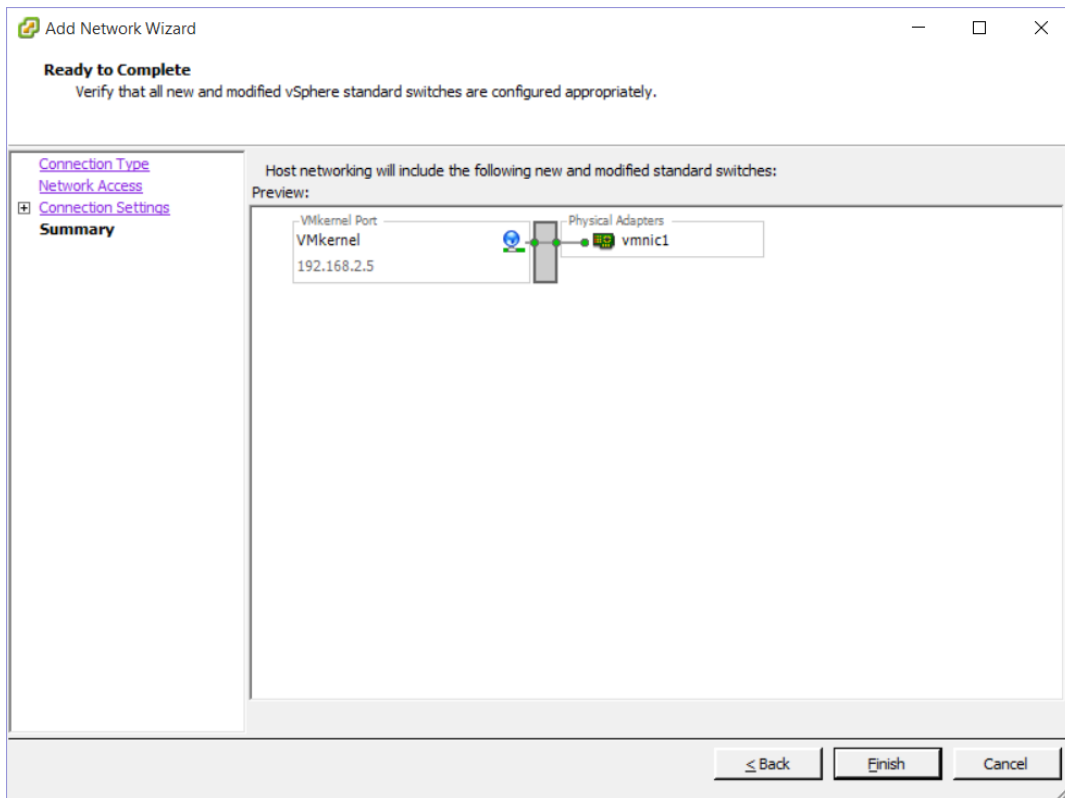 Add Network Wizard
Ready to Complete
Verify that all new and modified vSphere standard switches are configured appropriately.
Connection Type
Network Access
Connection Settings
Summary
Host networking will include the following new and modified standard switches:
Preview:
VMkernel Port
VMkernel
192.168.2.5
Physical Adapters
vmnic1
< Back
Finish
Cancel